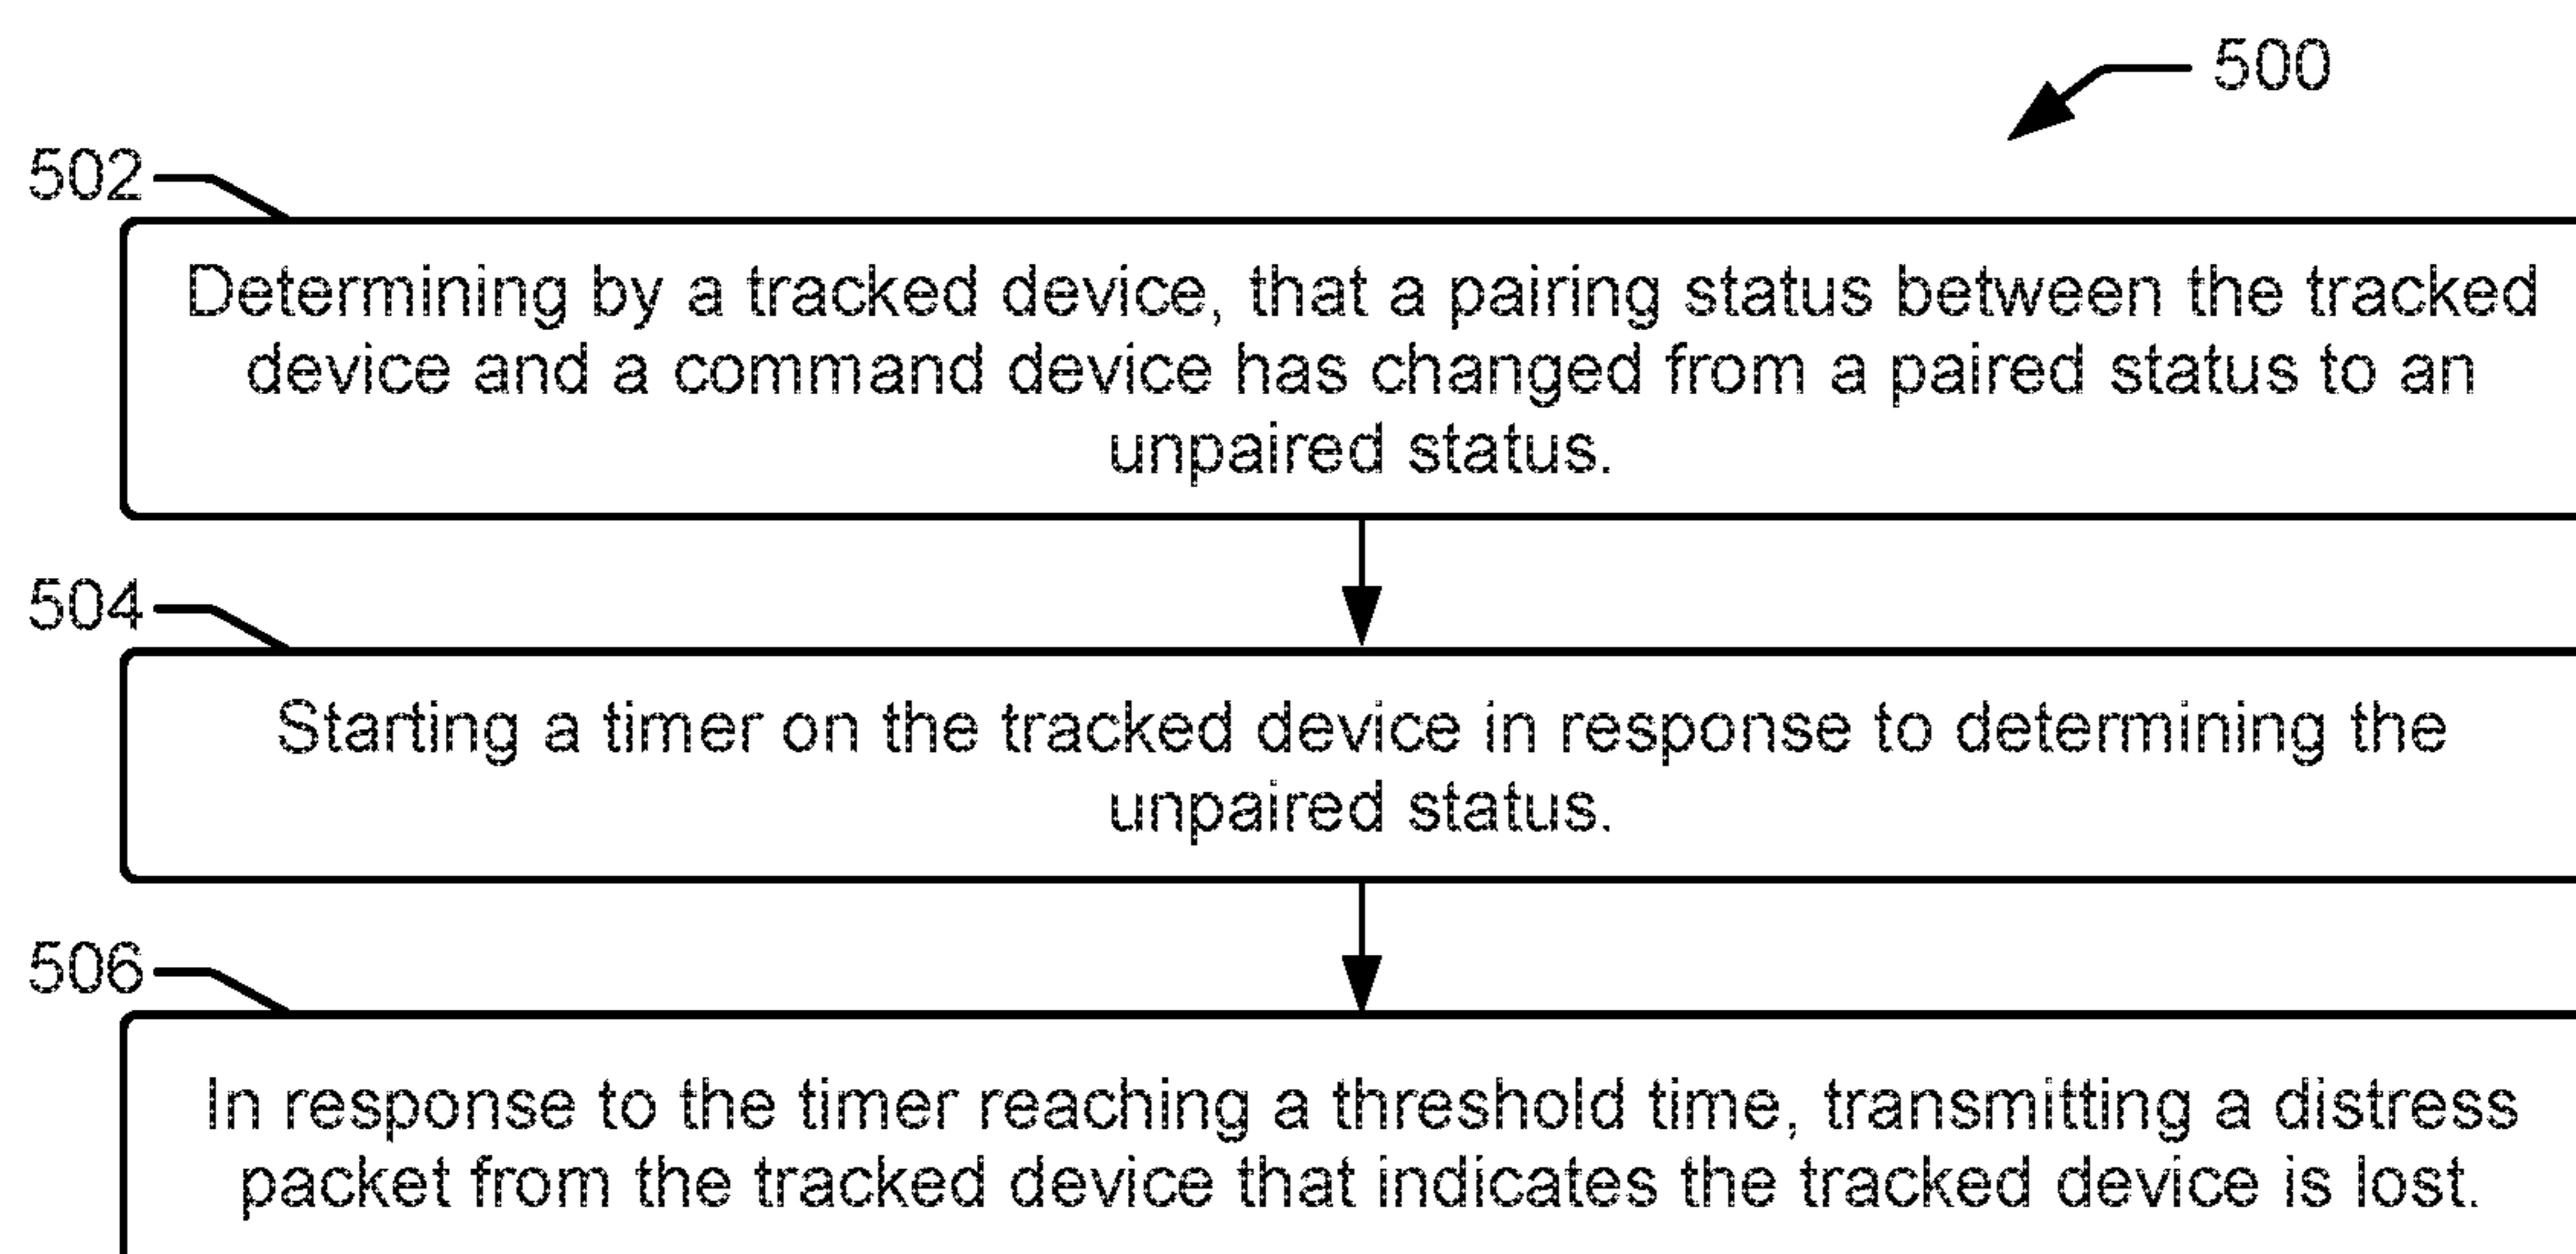 500
502
Determining by a tracked device, that a pairing status between the tracked
device and a command device has changed from a paired status to an
unpaired status.
504
Starting a timer on the tracked device in response to determining the
unpaired status.
506
In response to the timer reaching a threshold time, transmitting a distress
packet from the tracked device that indicates the tracked device is lost.